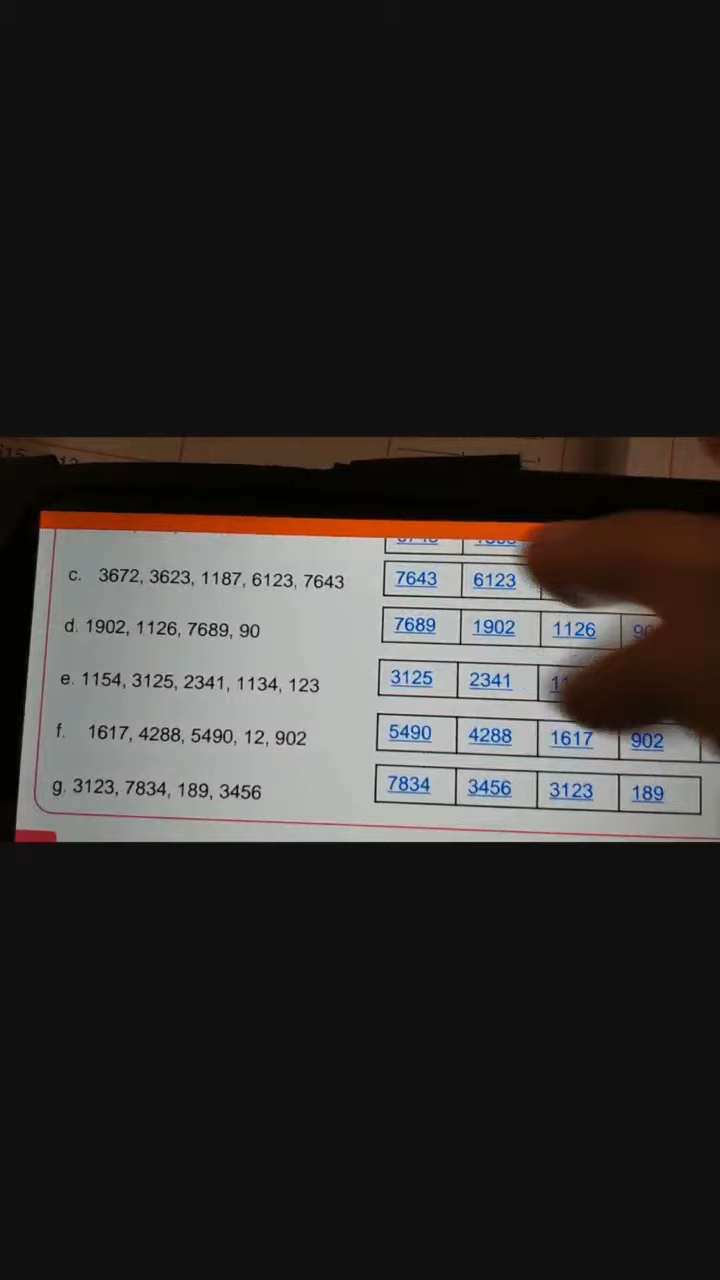 c. 3672, 3623, 1187, 6123, 7643 7643 6123
d. 1902, 1126, 7689, 90 7689 1902 1126
e. 1154, 3125, 2341, 1134, 123 3125 2341
f. 1617, 4288, 5490, 12, 902 5490 4288 1617 902
g. 3123, 7834, 189, 3456 7834 3456 3123 189